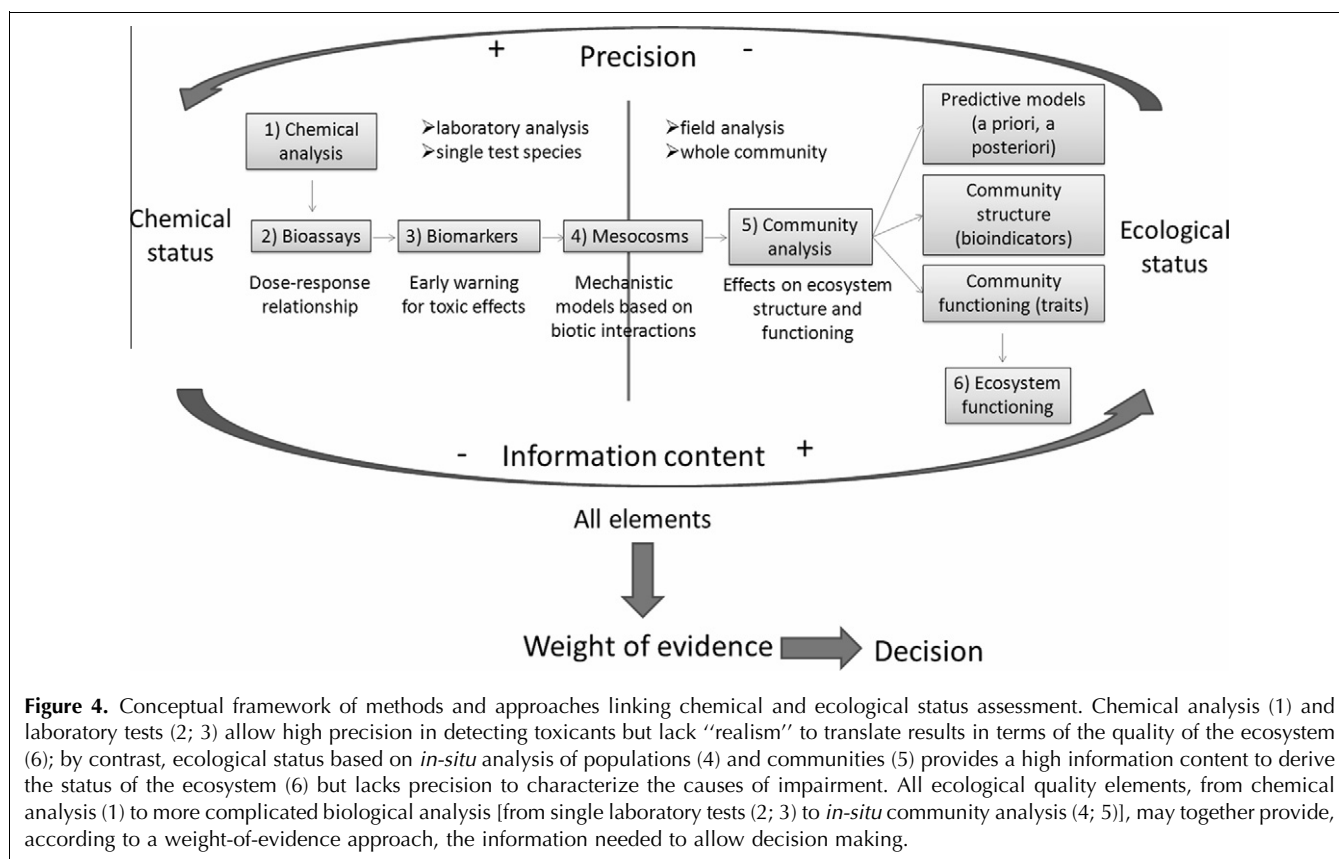 + Precision -
1) Chemical
analysis
➢laboratory analysis
➢single test species
➢field analysis
➢whole community
Predictive models
(a priori, a
posteriori)
Chemical
status
2) Bioassays
3) Biomarkers
4) Mesocosms
5) Community
analysis
Community
structure
(bioindicators)
Ecological
status
Dose-response
relationship
Early warning
for toxic effects
Mechanistic
models based on
biotic interactions
Effects on ecosystem
structure and
functioning
Community
functioning (traits)
6) Ecosystem
functioning
- Information content +
All elements
Weight of evidence
Decision
Figure 4. Conceptual framework of methods and approaches linking chemical and ecological status assessment. Chemical analysis (1) and
laboratory tests (2; 3) allow high precision in detecting toxicants but lack ‘‘realism’’ to translate results in terms of the quality of the ecosystem
(6); by contrast, ecological status based on in-situ analysis of populations (4) and communities (5) provides a high information content to derive
the status of the ecosystem (6) but lacks precision to characterize the causes of impairment. All ecological quality elements, from chemical
analysis (1) to more complicated biological analysis [from single laboratory tests (2; 3) to in-situ community analysis (4; 5)], may together provide,
according to a weight-of-evidence approach, the information needed to allow decision making.